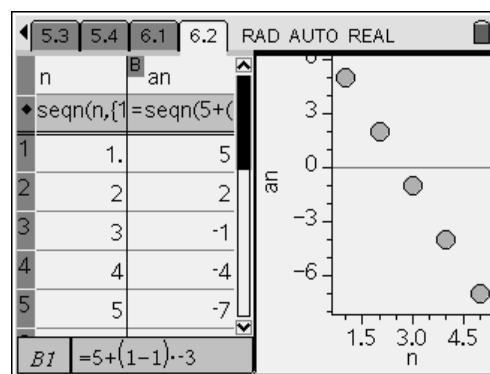 5.3 5.4 6.1 6.2 RAD AUTO REAL
n B an
seqn(n,{1 =seqn(5+(
1 1. 5
2 2 2
3 3 -1
4 4 -4
5 5 -7
B1 =5+(1−1)·-3
3
0
-3
-6
an
1.5 3.0 4.5
n